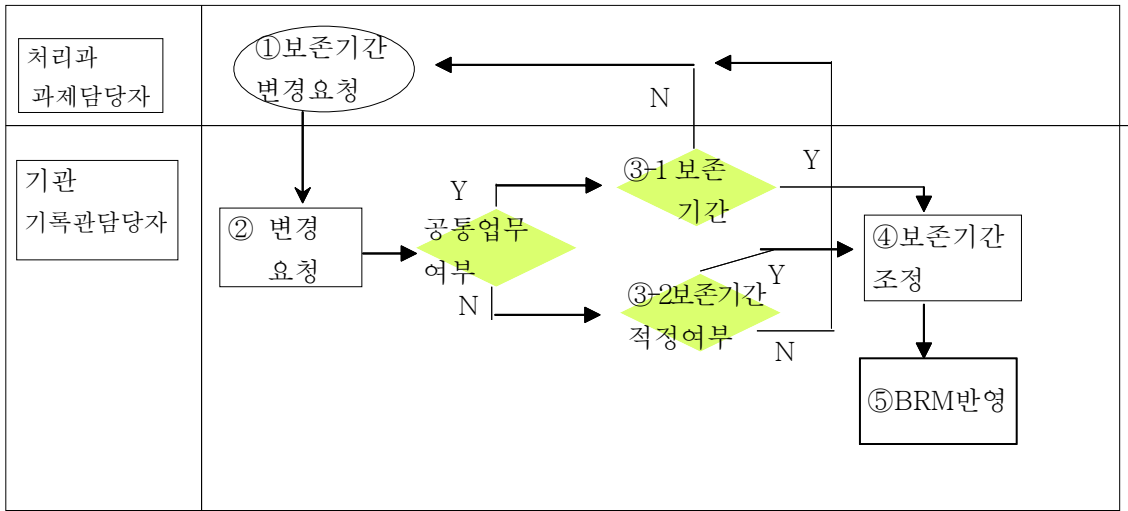 처리과
과제담당자
①보존기간
변경요청
N
기관
기록관담당자
② 변경
요청
Y
공통업무
여부
N
③-1 보존
기간
Y
③-2보존기간
적정여부
Y
N
④보존기간
조정
⑤BRM반영